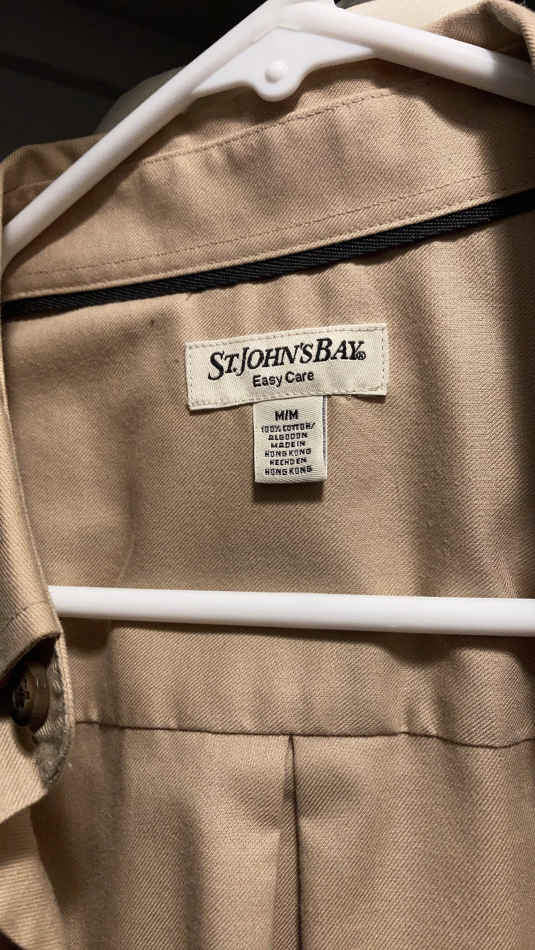 ST. JOHN'S BAY®
Easy Care
M/M
100% COTTON/
ALGODON
MADE IN
HONG KONG
HECHO EN
HONG KONG